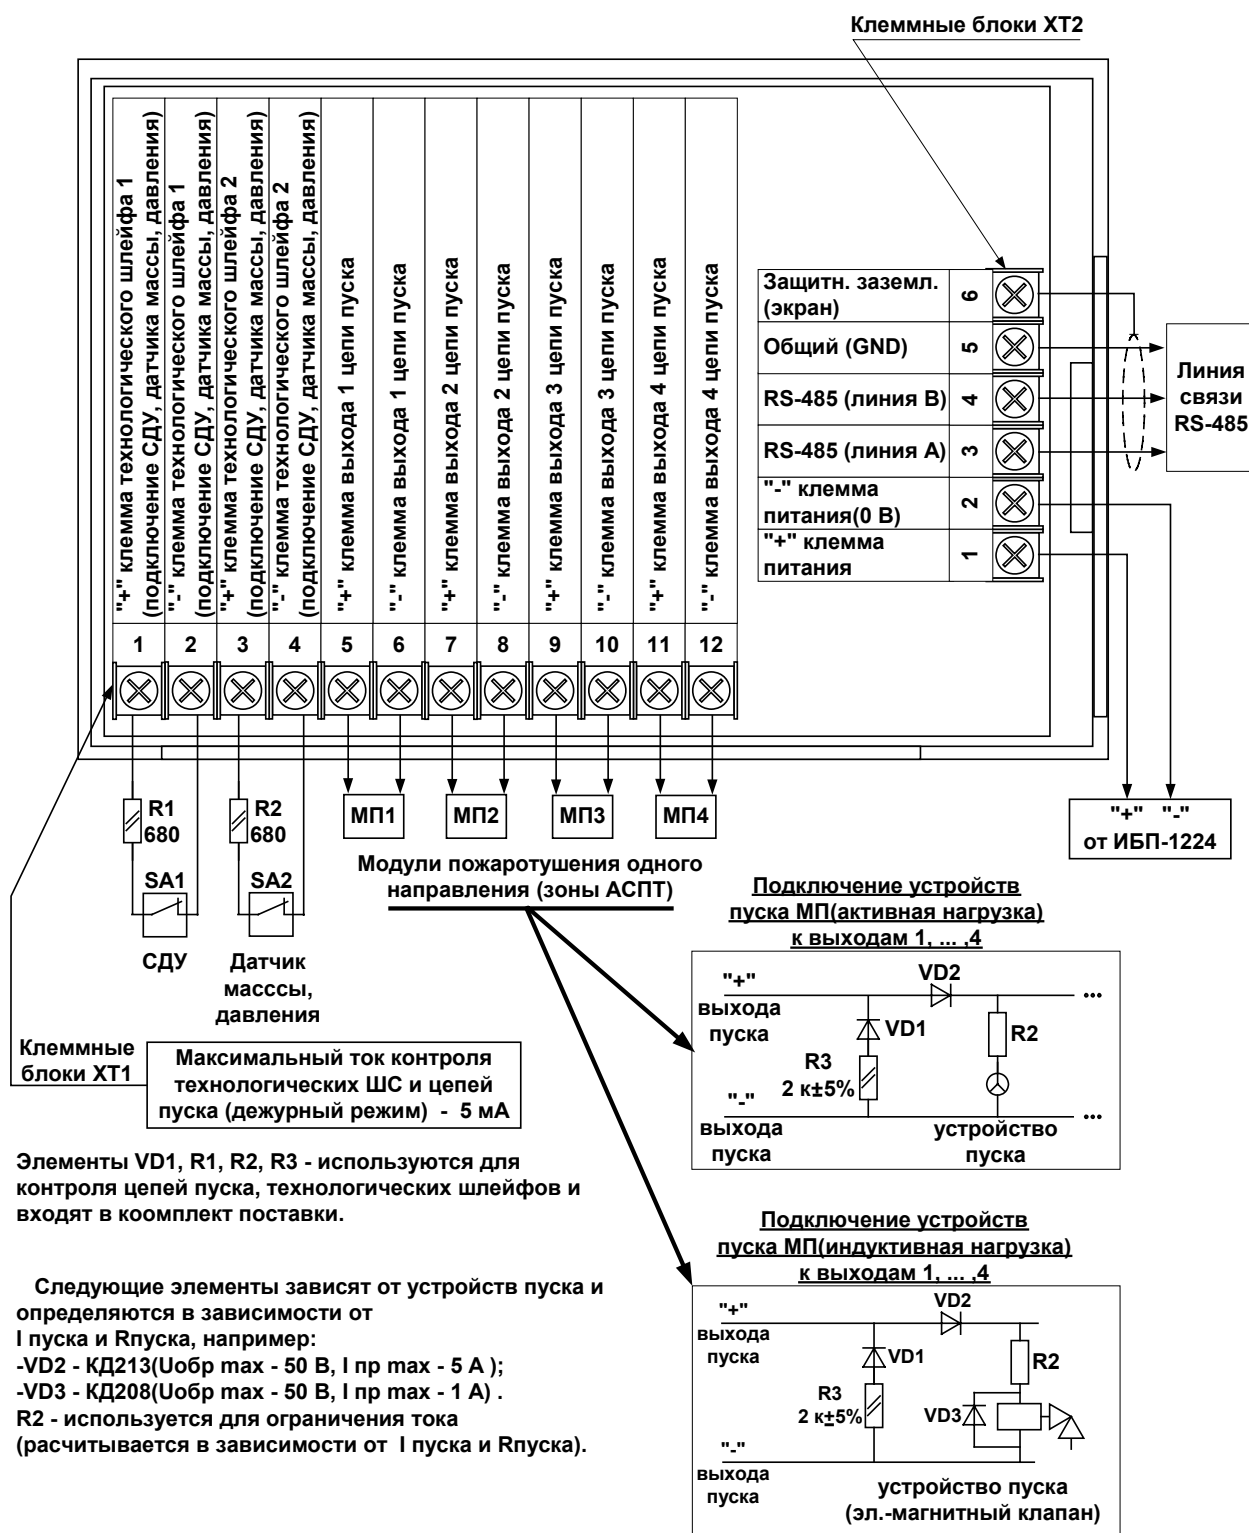 Клеммные блоки XT2
"+" клемма технологического шлейфа 1
(подключение СДУ, датчика массы, давления)
"-" клемма технологического шлейфа 1
(подключение СДУ, датчика массы, давления)
"+" клемма технологического шлейфа 2
(подключение СДУ, датчика массы, давления)
"-" клемма технологического шлейфа 2
(подключение СДУ, датчика массы, давления)
"+" клемма выхода 1 цепи пуска
"-" клемма выхода 1 цепи пуска
"+" клемма выхода 2 цепи пуска
"-" клемма выхода 2 цепи пуска
"+" клемма выхода 3 цепи пуска
"-" клемма выхода 3 цепи пуска
"+" клемма выхода 4 цепи пуска
"-" клемма выхода 4 цепи пуска
1 2 3 4 5 6 7 8 9 10 11 12
Защитн. заземл.
(экран)
6
Общий (GND)
5
RS-485 (линия B)
4
RS-485 (линия A)
3
"-" клемма
питания(0 В)
2
"+" клемма
питания
1
Линия
связи
RS-485
"+" "-"
от ИБП-1224
R1
680
R2
680
SA1
SA2
СДУ
Датчик
масссы,
давления
МП1
МП2
МП3
МП4
Модули пожаротушения одного
направления (зоны АСПТ)
Клеммные
блоки XT1
Максимальный ток контроля
технологических ШС и цепей
пуска (дежурный режим) - 5 мА
Подключение устройств
пуска МП(активная нагрузка)
к выходам 1, ... ,4
"+"
выхода
пуска
VD2
VD1
R3
2 к±5%
R2
"-"
выхода
пуска
устройство
пуска
...
...
Элементы VD1, R1, R2, R3 - используются для
контроля цепей пуска, технологических шлейфов и
входят в коомплект поставки.
Следующие элементы зависят от устройств пуска и
определяются в зависимости от
I пуска и Rпуска, например:
-VD2 - КД213(Uобр max - 50 В, I пр max - 5 А );
-VD3 - КД208(Uобр max - 50 В, I пр max - 1 А) .
R2 - используется для ограничения тока
(расчитывается в зависимости от I пуска и Rпуска).
Подключение устройств
пуска МП(индуктивная нагрузка)
к выходам 1, ... ,4
"+"
выхода
пуска
VD2
VD1
R3
2 к±5%
R2
VD3
"-"
выхода
пуска
устройство пуска
(эл.-магнитный клапан)